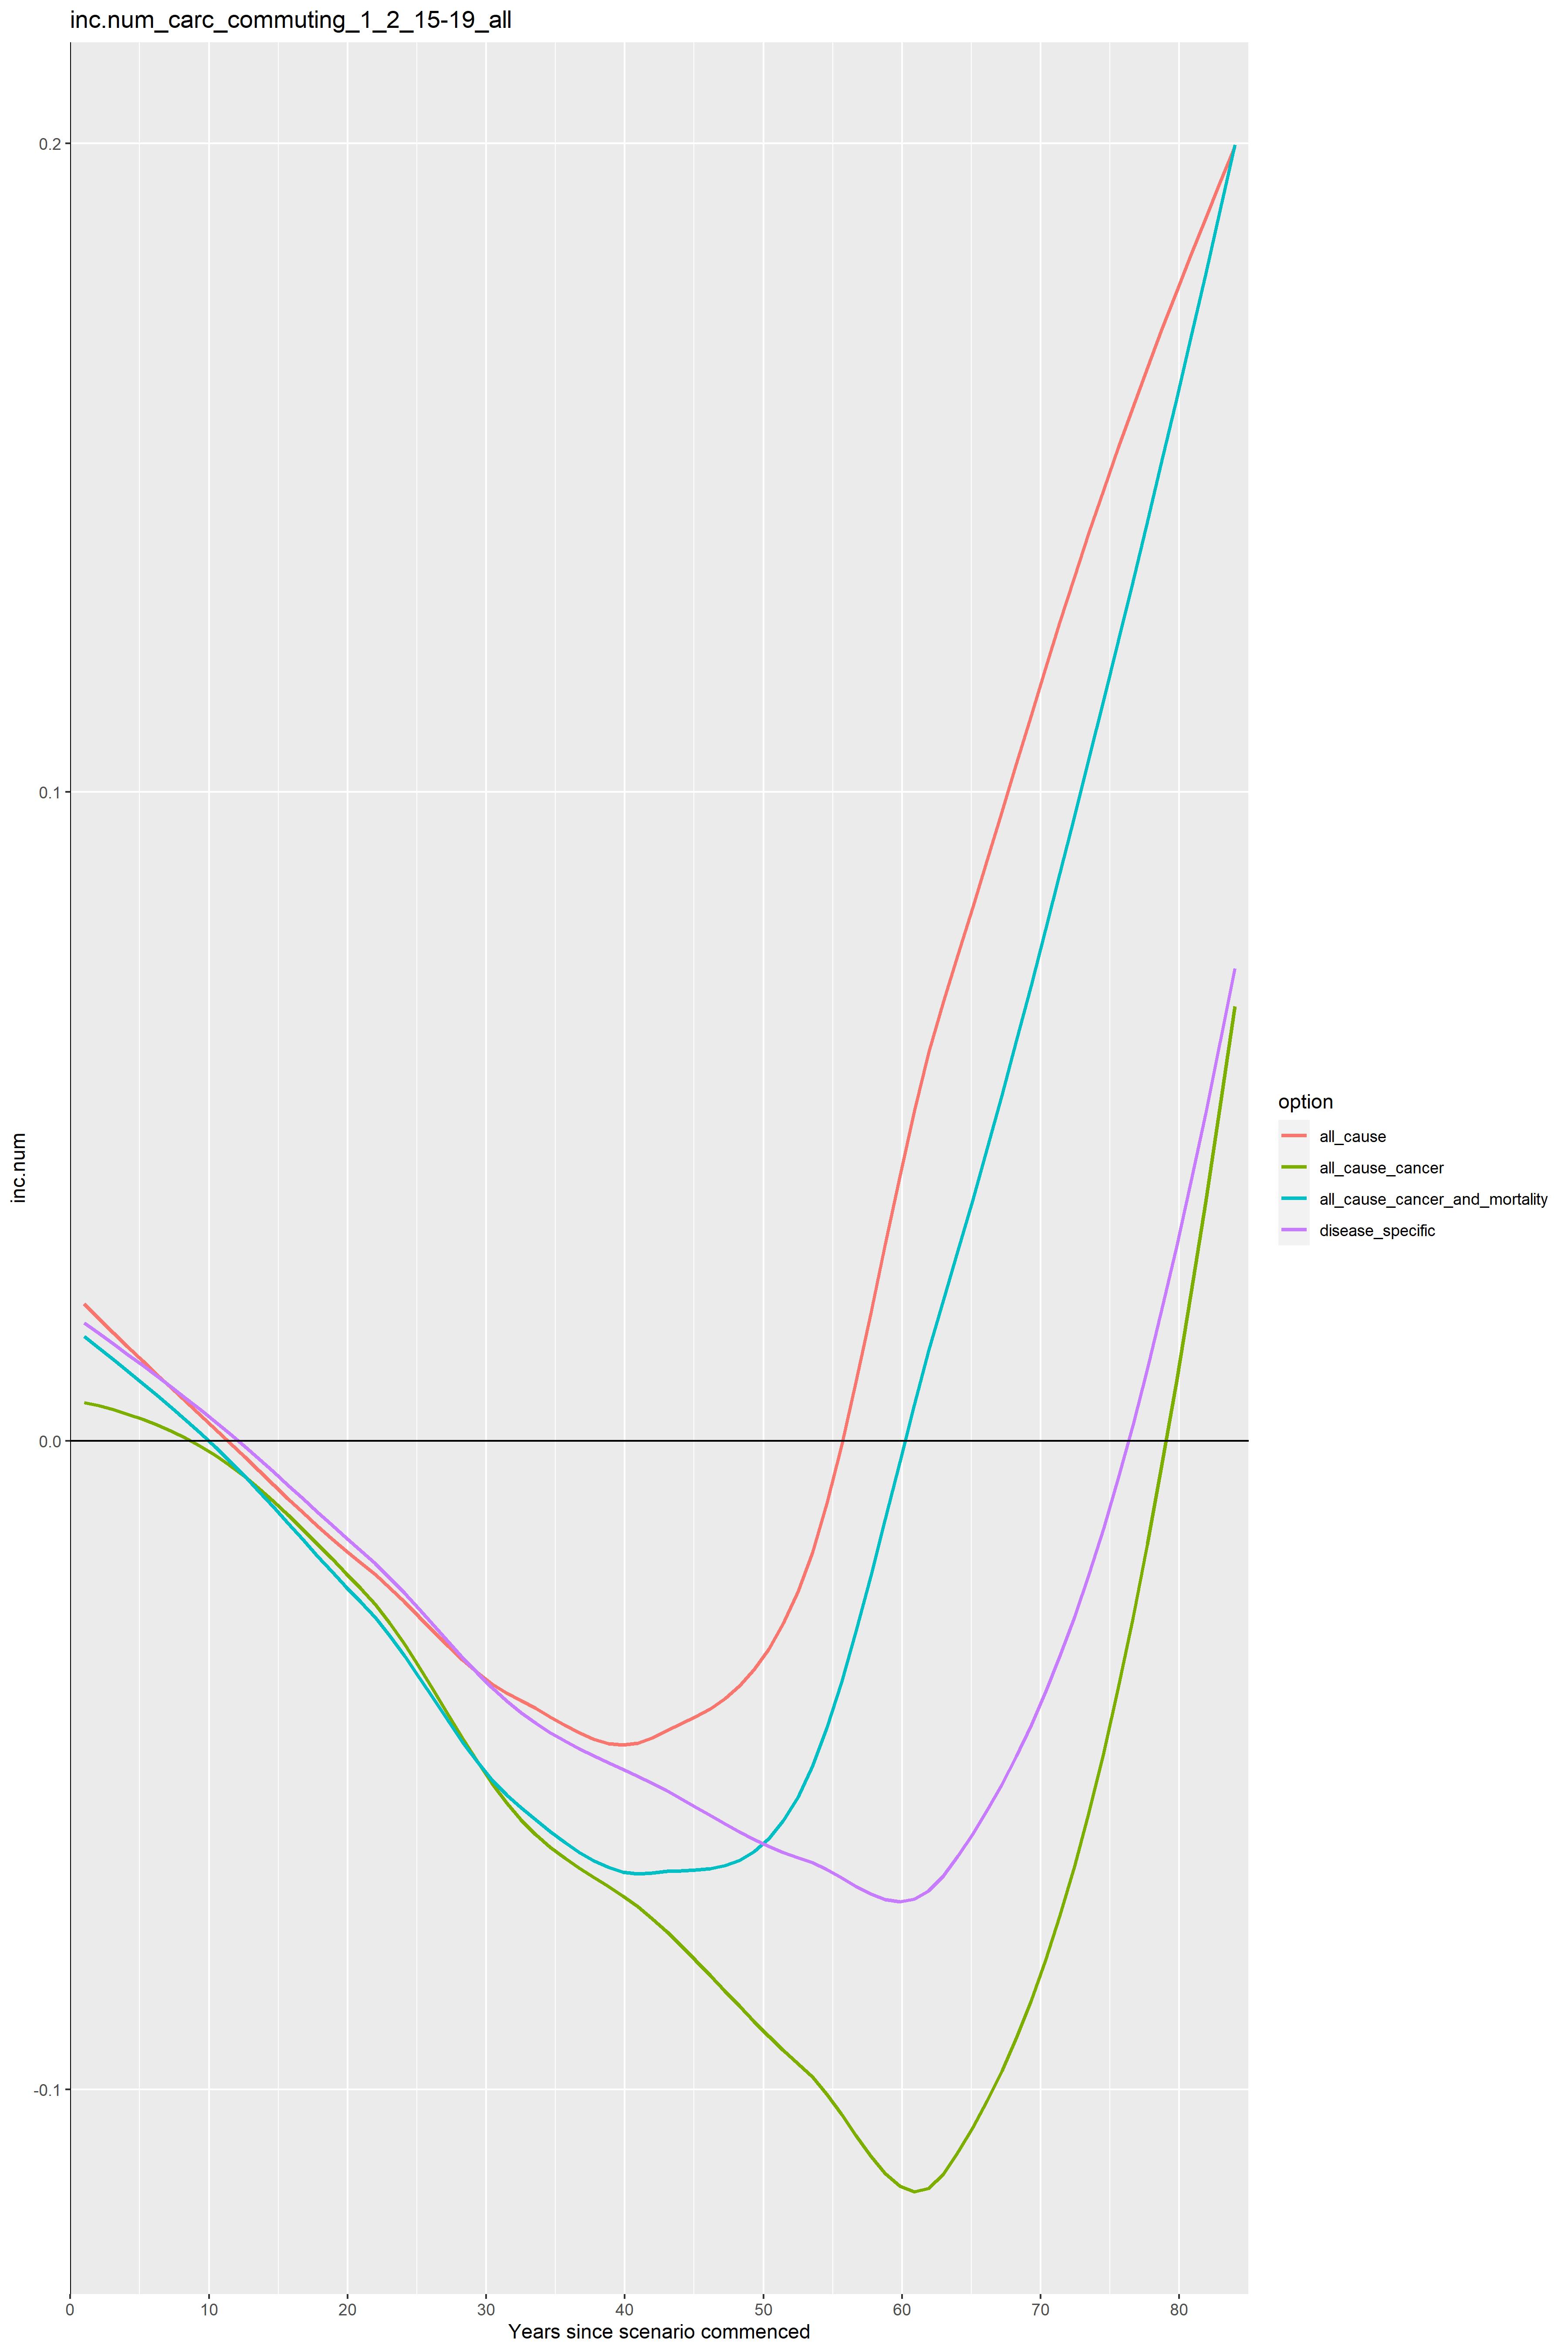 inc.num_carc_commuting_1_2_15-19_all
0.2
0.1
0.0
-0.1
inc.num
0 10 20 30 40 50 60 70 80
Years since scenario commenced
option
all_cause
all_cause_cancer
all_cause_cancer_and_mortality
disease_specific